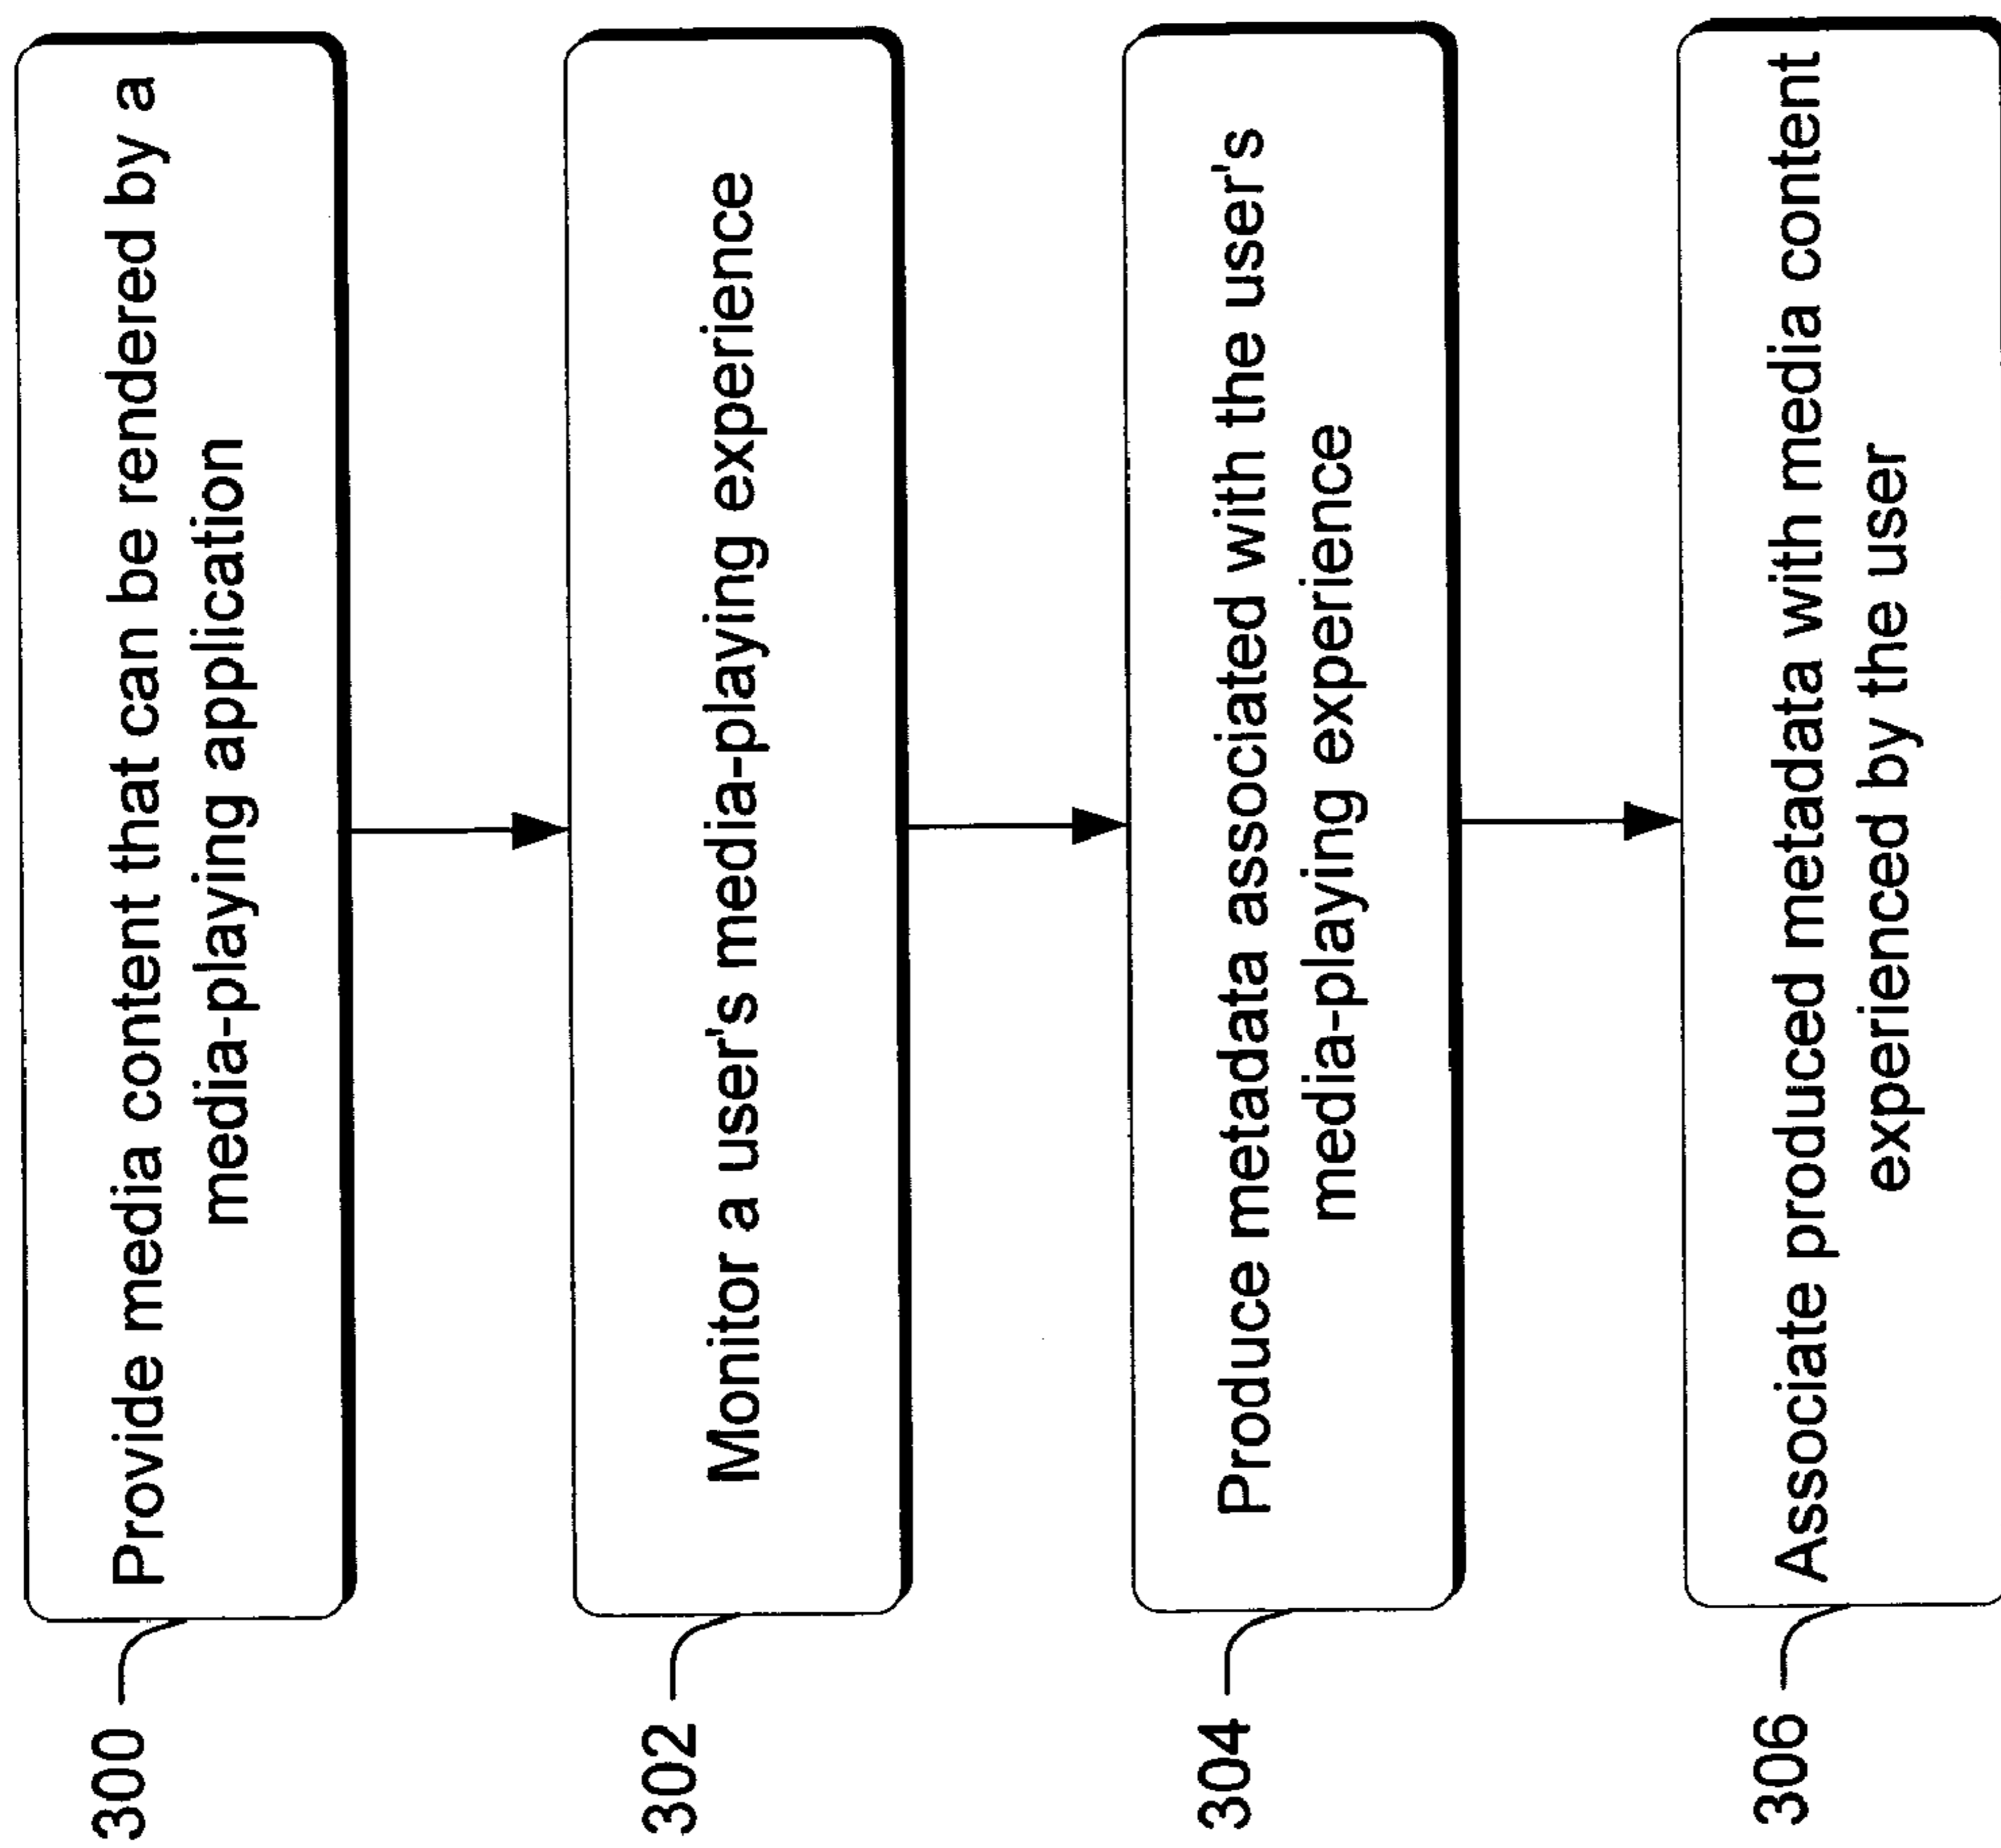 300
Provide media content that can be rendered by a
media-playing application
302
Monitor a user's media-playing experience
304
Produce metadata associated with the user's
media-playing experience
306
Associate produced metadata with media content
experienced by the user